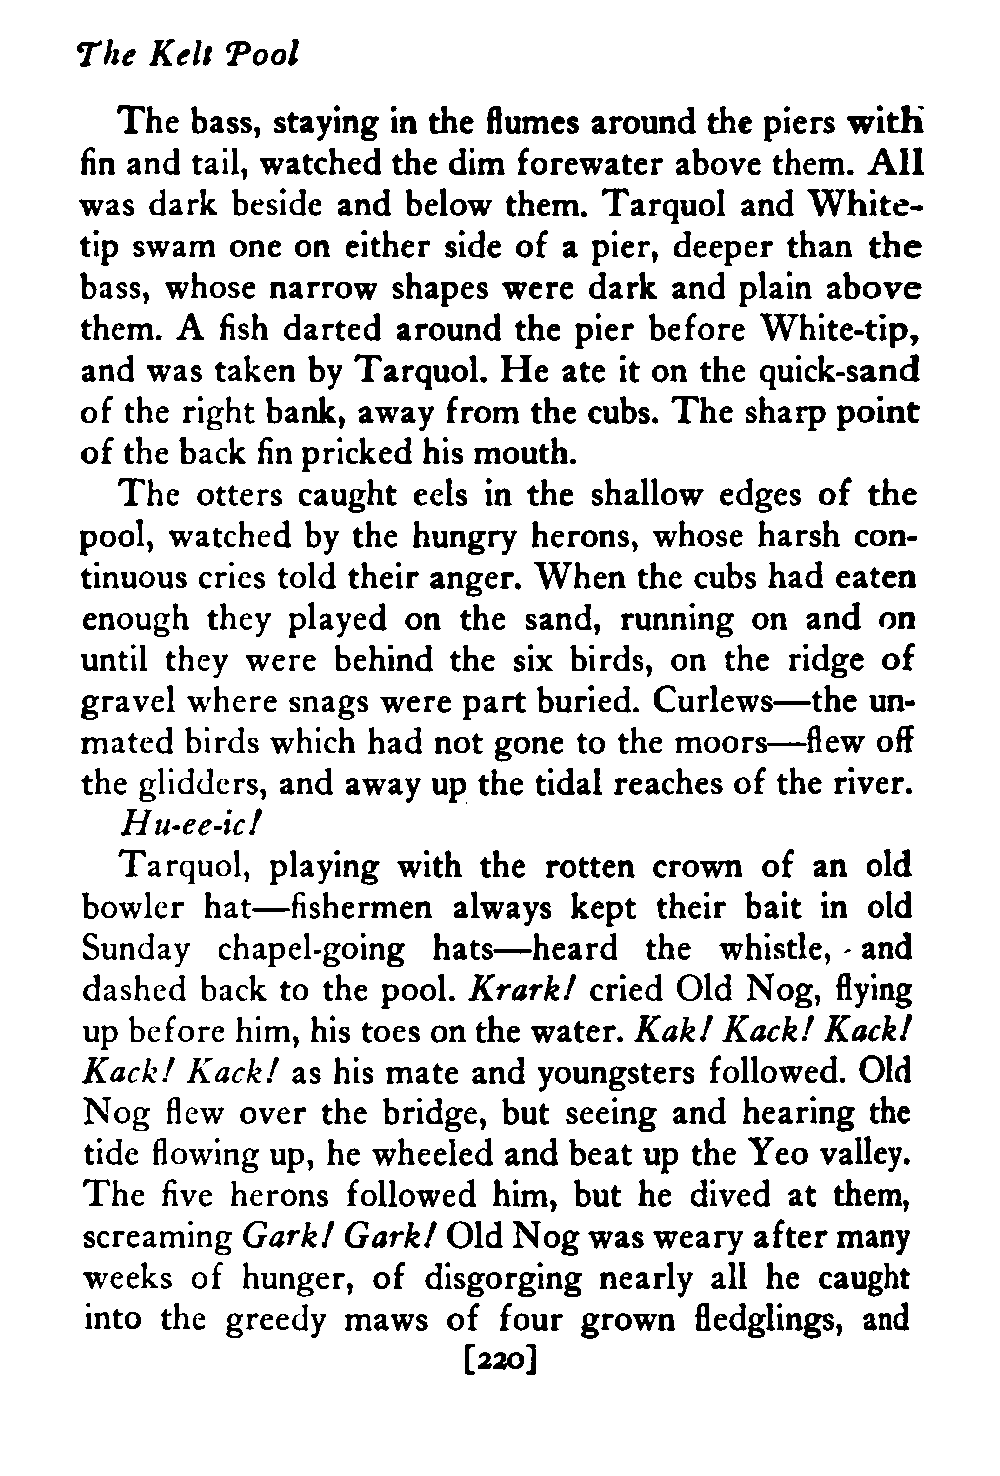 The Kelt Pool
The bass, staying in the flumes around the piers with
fin and tail, watched the dim forewater above them. All
was dark beside and below them. Tarquol and White-
tip swam one on either side of a pier, deeper than the
bass, whose narrow shapes were dark and plain above
them. A fish darted around the pier before White-tip,
and was taken by Tarquol. He ate it on the quick-sand
of the right bank, away from the cubs. The sharp point
of the back fin pricked his mouth.
The otters caught eels in the shallow edges of the
pool, watched by the hungry herons, whose harsh con-
tinuous cries told their anger. When the cubs had eaten
enough they played on the sand, running on and on
until they were behind the six birds, on the ridge of
gravel where snags were part buried. Curlews—the un-
mated birds which had not gone to the moors—flew off
the glidders, and away up the tidal reaches of the river.
Hu-ee-ic!
Tarquol, playing with the rotten crown of an old
bowler hat—fishermen always kept their bait in old
Sunday chapel-going hats—heard the whistle, and
dashed back to the pool. Krark! cried Old Nog, flying
up before him, his toes on the water. Kak! Kack! Kack!
Kack! Kack! as his mate and youngsters followed. Old
Nog flew over the bridge, but seeing and hearing the
tide flowing up, he wheeled and beat up the Yeo valley.
The five herons followed him, but he dived at them,
screaming Gark! Gark! Old Nog was weary after many
weeks of hunger, of disgorging nearly all he caught
into the greedy maws of four grown fledglings, and
[220]